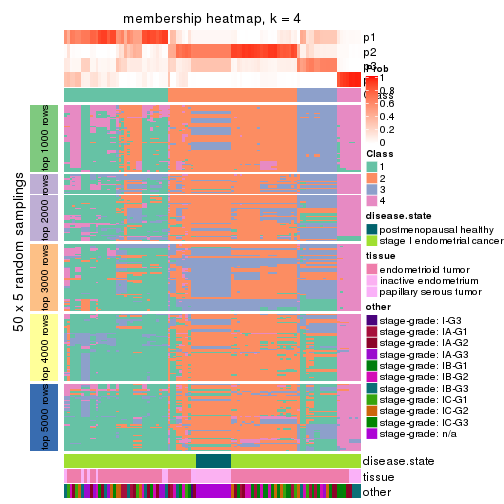 membership heatmap, k = 4
p1
p2
p3
Prob
1
0.8
0.6
0.4
0.2
0
Class
1
2
3
4
disease.state
postmenopausal healthy
stage I endometrial cancer
tissue
endometrioid tumor
inactive endometrium
papillary serous tumor
other
stage-grade: I-G3
stage-grade: IA-G1
stage-grade: IA-G2
stage-grade: IA-G3
stage-grade: IB-G1
stage-grade: IB-G2
stage-grade: IB-G3
stage-grade: IC-G1
stage-grade: IC-G2
stage-grade: IC-G3
stage-grade: n/a
50 x 5 random samplings
top 1000 rows
top 2000 rows
top 3000 rows
top 4000 rows
top 5000 rows
disease.state
tissue
other